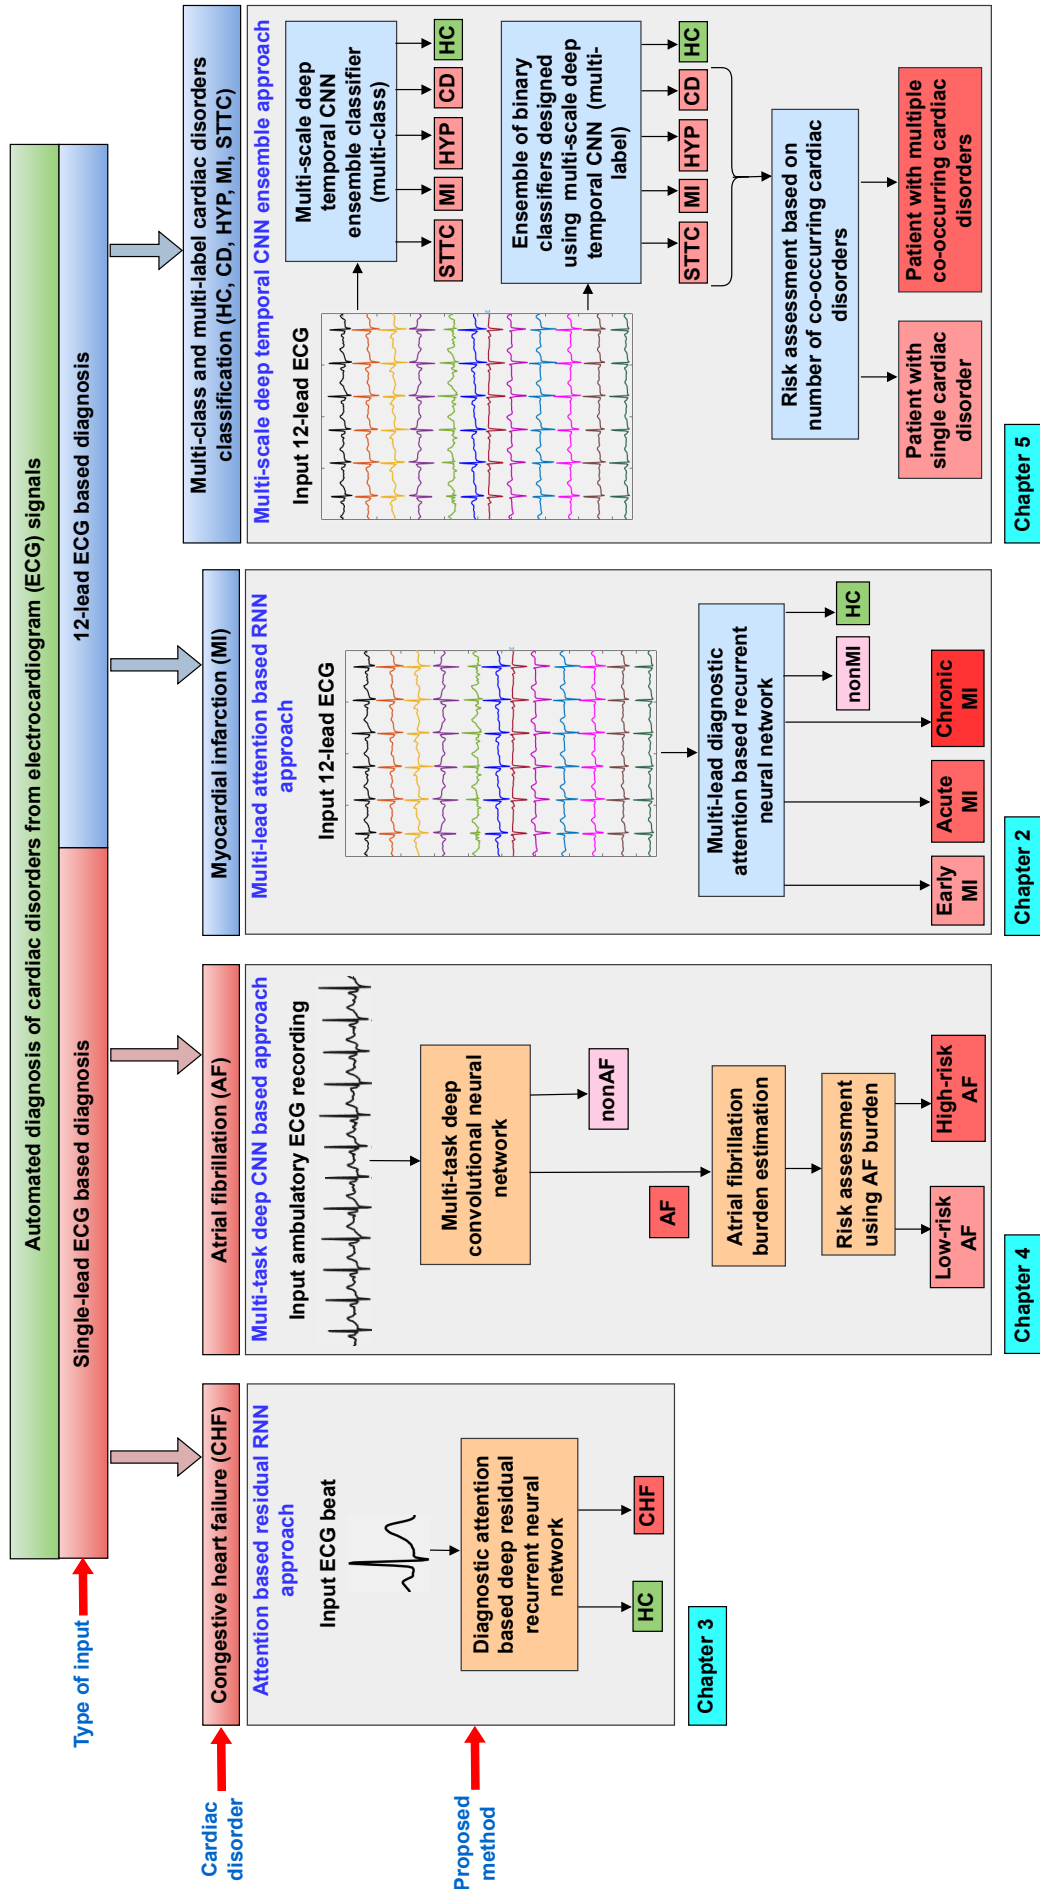 Automated diagnosis of cardiac disorders from electrocardiogram (ECG) signals
Type of input
Single-lead ECG based diagnosis
12-lead ECG based diagnosis
Cardiac
disorder
Congestive heart failure (CHF)
Atrial fibrillation (AF)
Myocardial infarction (MI)
Multi-class and multi-label cardiac disorders
classification (HC, CD, HYP, MI, STTC)
Proposed
method
Attention based residual RNN
approach
Input ECG beat
Diagnostic attention
based deep residual
recurrent neural
network
HC
CHF
Chapter 3
Multi-task deep CNN based approach
Input ambulatory ECG recording
Multi-task deep
convolutional neural
network
AF
nonAF
Atrial fibrillation
burden estimation
Risk assessment
using AF burden
Low-risk
AF
High-risk
AF
Chapter 4
Multi-lead attention based RNN
approach
Input 12-lead ECG
Multi-lead diagnostic
attention based recurrent
neural network
Early
MI
Acute
MI
Chronic
MI
nonMI
HC
Chapter 2
Multi-scale deep temporal CNN ensemble approach
Input 12-lead ECG
Multi-scale deep
temporal CNN
ensemble classifier
(multi-class)
STTC
MI
HYP
CD
HC
Ensemble of binary
classifiers designed
using multi-scale deep
temporal CNN (multi-
label)
STTC
MI
HYP
CD
HC
Risk assessment based on
number of co-occurring cardiac
disorders
Patient with
single cardiac
disorder
Patient with multiple
co-occurring cardiac
disorders
Chapter 5